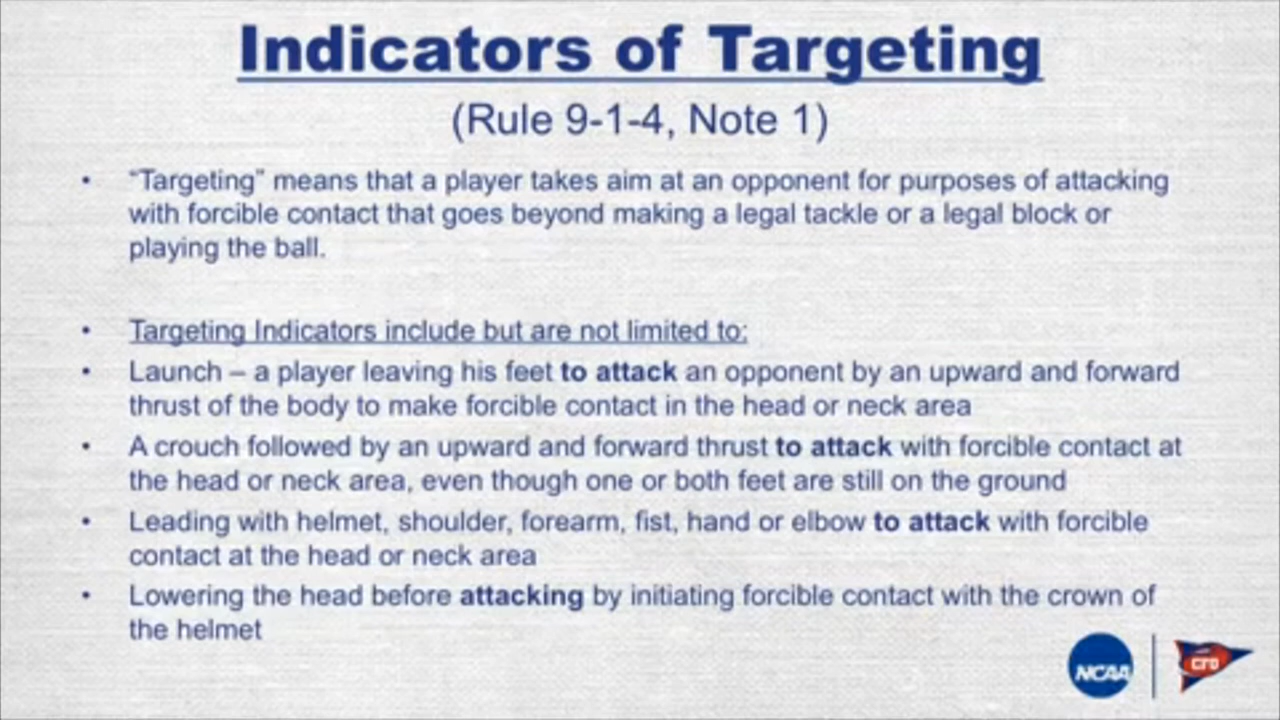 Indicators of Targeting
(Rule 9-1-4, Note 1)
• “Targeting” means that a player takes aim at an opponent for purposes of attacking
with forcible contact that goes beyond making a legal tackle or a legal block or
playing the ball.
• Targeting Indicators include but are not limited to:
• Launch – a player leaving his feet to attack an opponent by an upward and forward
thrust of the body to make forcible contact in the head or neck area
• A crouch followed by an upward and forward thrust to attack with forcible contact at
the head or neck area, even though one or both feet are still on the ground
• Leading with helmet, shoulder, forearm, fist, hand or elbow to attack with forcible
contact at the head or neck area
• Lowering the head before attacking by initiating forcible contact with the crown of
the helmet
NCAA
CFO